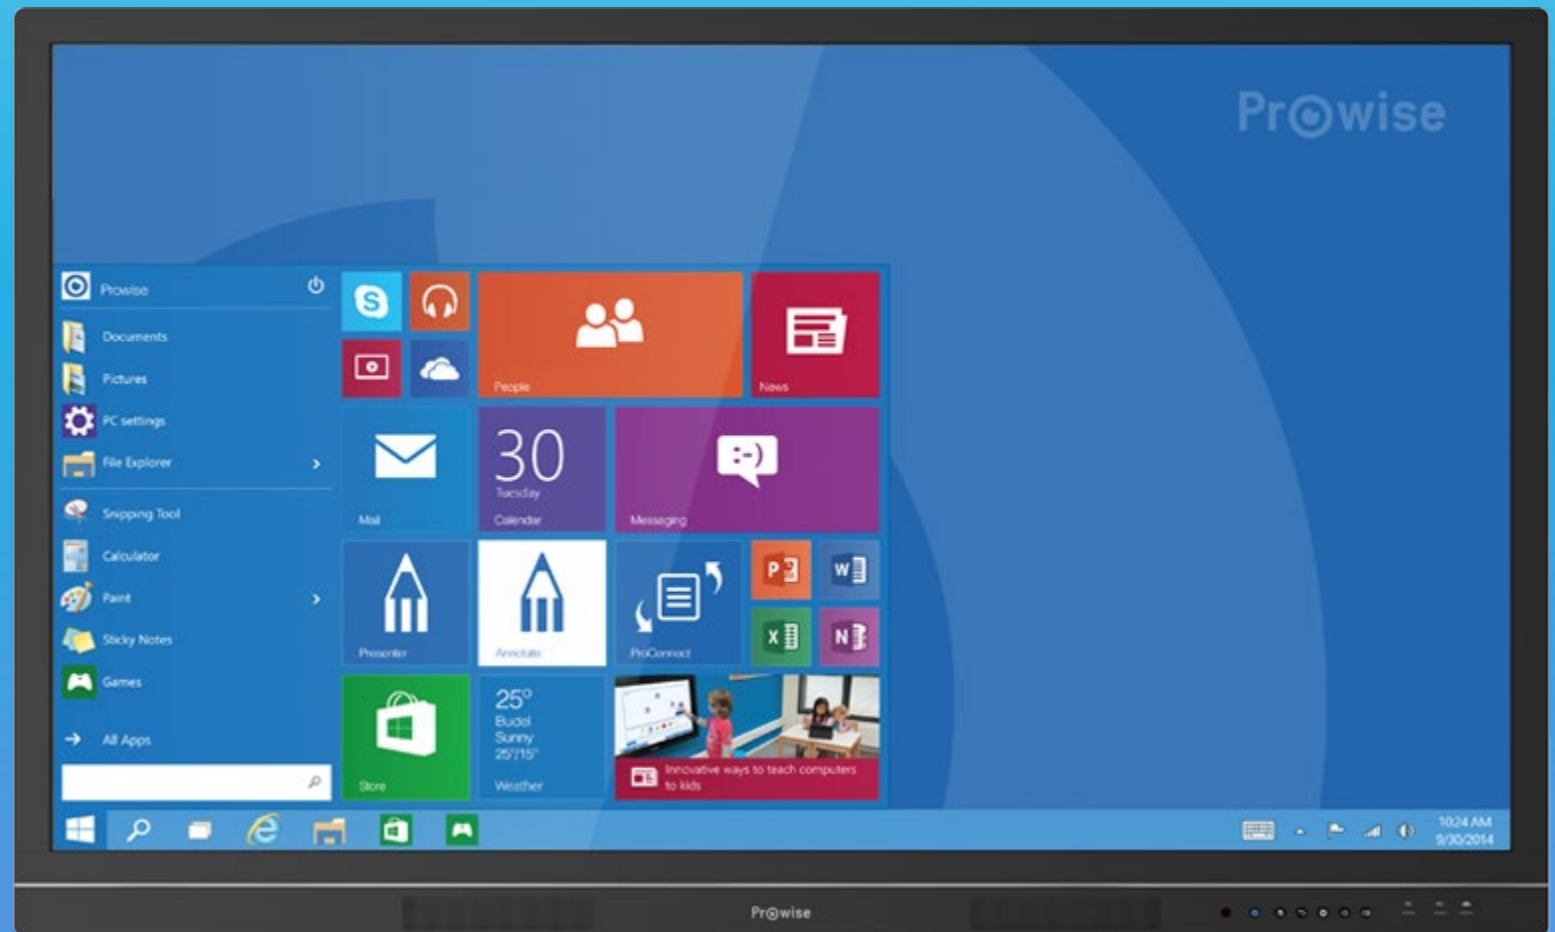 Prowise
Prowise
Documents
Pictures
PC settings
File Explorer
Snipping Tool
Calculator
Paint
Sticky Notes
Games
All Apps
S
People
News
Mail
30
Tuesday
Calendar
:-)
Messaging
Presenter
Annotate
ProConnect
P
W
X
N
Store
25°
Budel
Sunny
25°/15°
Weather
Innovative ways to teach computers
to kids
10:24 AM
9/30/2014
Prowise